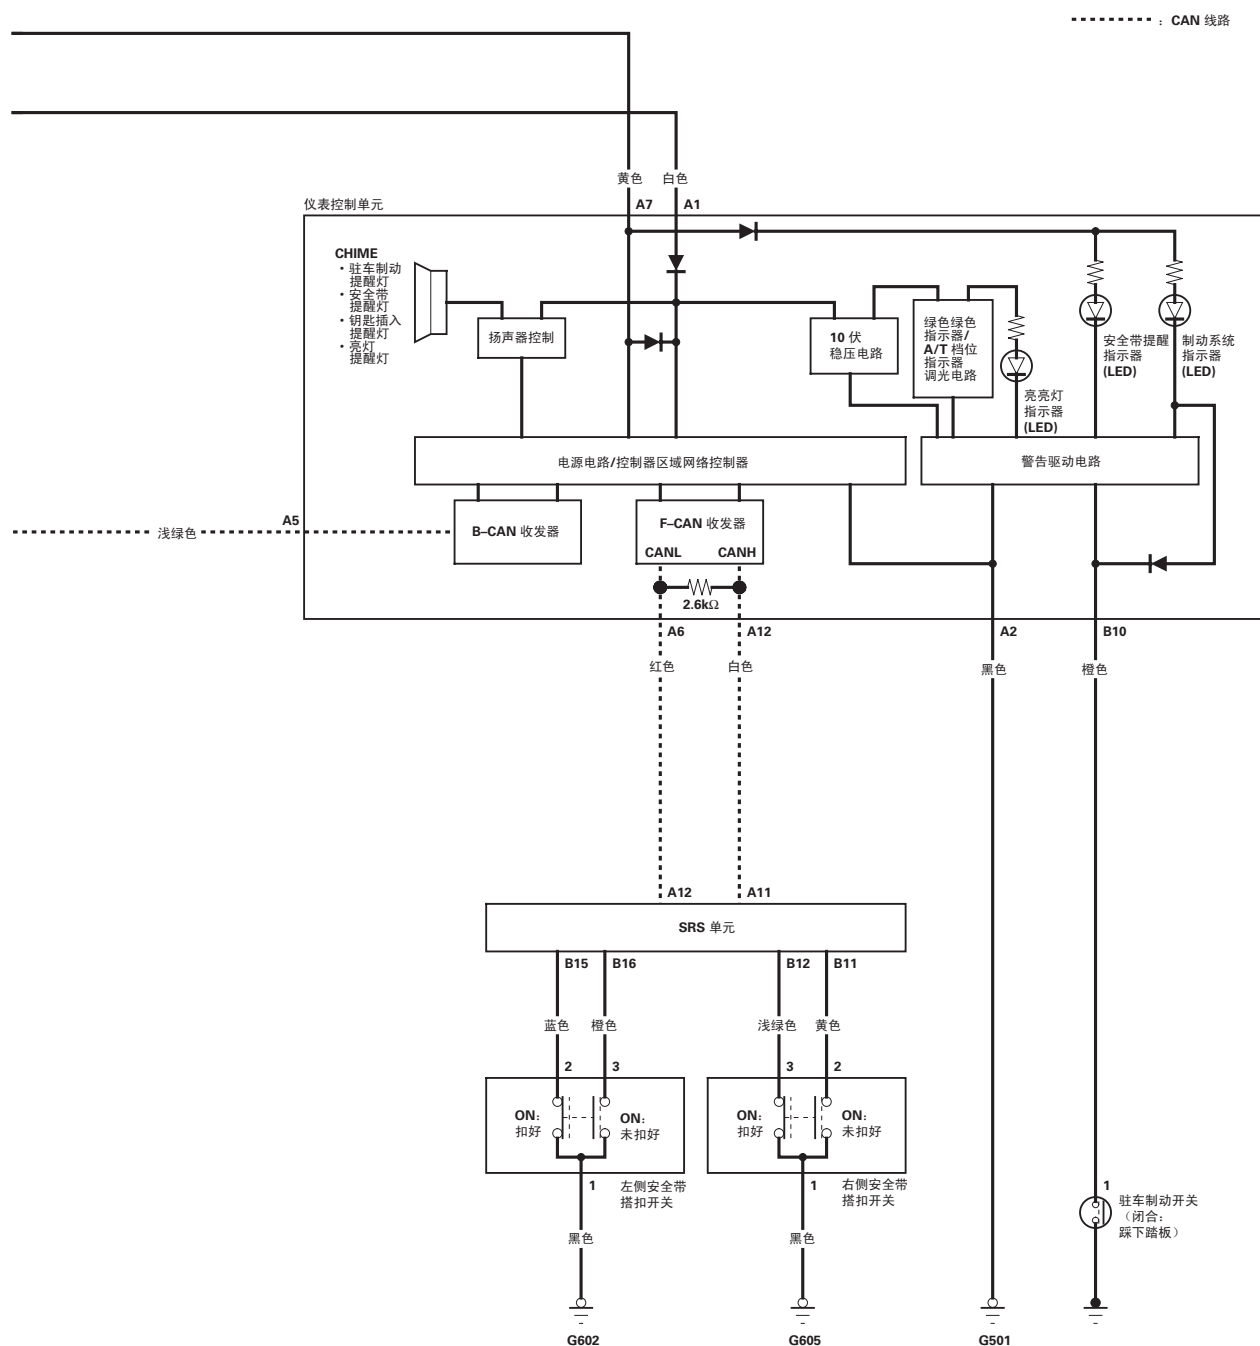 : CAN 线路
黄色 白色
仪表控制单元
A7 A1
CHIME
・驻车制动
提醒灯
・安全带
提醒灯
・钥匙插入
提醒灯
・亮灯
提醒灯
扬声器控制
10 伏
稳压电路
绿色绿色
指示器/
A/T 档位
指示器
调光电路
亮亮灯
指示器
(LED)
安全带提醒
指示器
(LED)
制动系统
指示器
(LED)
电源电路/控制器区域网络控制器
警告驱动电路
浅绿色
A5
B–CAN 收发器
F–CAN 收发器
CANL CANH
2.6kΩ
A6 A12 A2 B10
红色 白色 黑色 橙色
A12 A11
SRS 单元
B15 B16 B12 B11
蓝色 橙色 浅绿色 黄色
2 3 3 2
ON:
扣好
ON:
未扣好
ON:
扣好
ON:
未扣好
1
左侧安全带
搭扣开关
1
右侧安全带
搭扣开关
1
驻车制动开关
（闭合:
踩下踏板）
黑色 黑色
G602 G605 G501